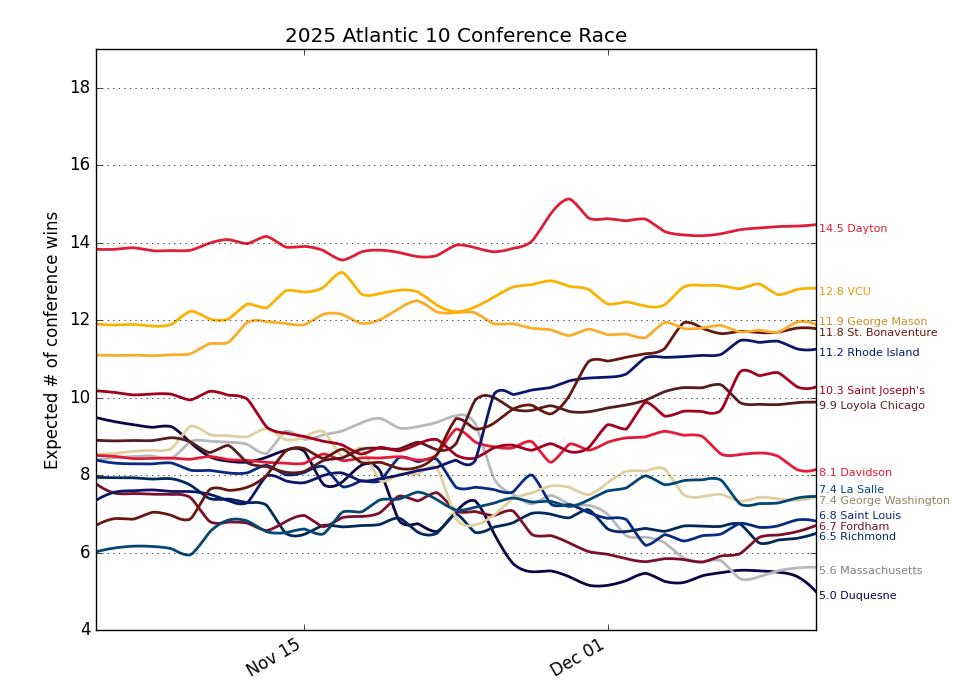 2025 Atlantic 10 Conference Race
Expected # of conference wins
18
16
14
12
10
8
6
4
Nov 15
Dec 01
14.5 Dayton
12.8 VCU
11.9 George Mason
11.8 St. Bonaventure
11.2 Rhode Island
10.3 Saint Joseph's
9.9 Loyola Chicago
8.1 Davidson
7.4 La Salle
7.4 George Washington
6.8 Saint Louis
6.7 Fordham
6.5 Richmond
5.6 Massachusetts
5.0 Duquesne